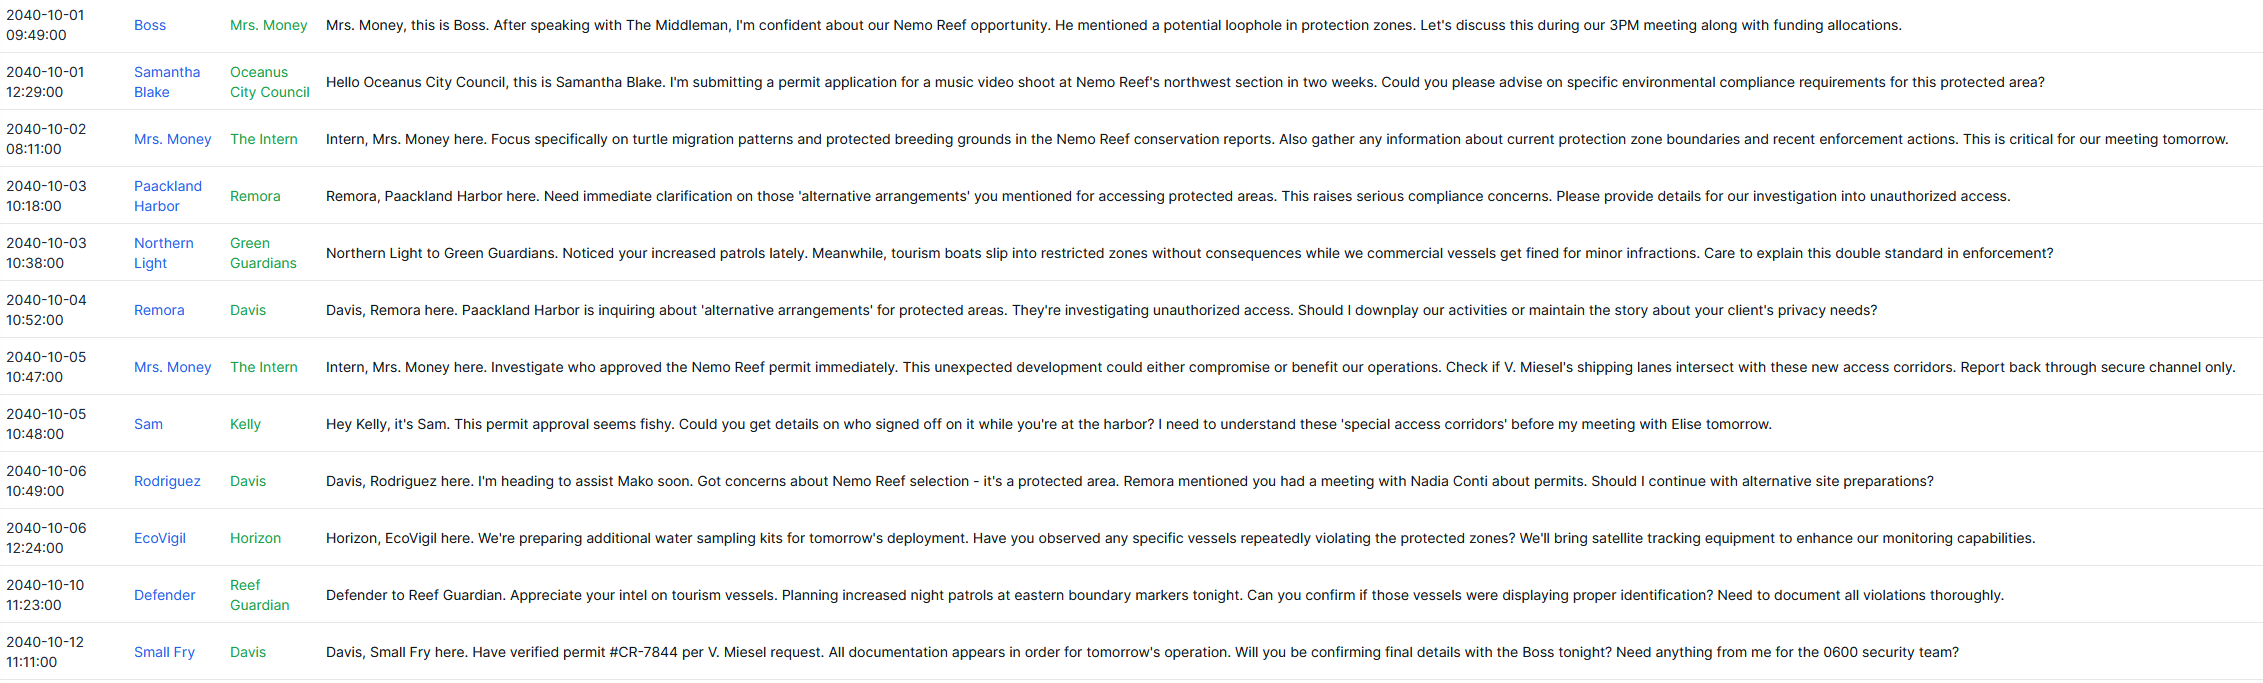 2040-10-01
09:49:00
Boss
Mrs. Money
Mrs. Money, this is Boss. After speaking with The Middleman, I'm confident about our Nemo Reef opportunity. He mentioned a potential loophole in protection zones. Let's discuss this during our 3PM meeting along with funding allocations.
2040-10-01
12:29:00
Samantha
Blake
Oceanus
City Council
Hello Oceanus City Council, this is Samantha Blake. I'm submitting a permit application for a music video shoot at Nemo Reef's northwest section in two weeks. Could you please advise on specific environmental compliance requirements for this protected area?
2040-10-02
08:11:00
Mrs. Money
The Intern
Intern, Mrs. Money here. Focus specifically on turtle migration patterns and protected breeding grounds in the Nemo Reef conservation reports. Also gather any information about current protection zone boundaries and recent enforcement actions. This is critical for our meeting tomorrow.
2040-10-03
10:18:00
Paackland
Harbor
Remora
Remora, Paackland Harbor here. Need immediate clarification on those 'alternative arrangements' you mentioned for accessing protected areas. This raises serious compliance concerns. Please provide details for our investigation into unauthorized access.
2040-10-03
10:38:00
Northern
Light
Green
Guardians
Northern Light to Green Guardians. Noticed your increased patrols lately. Meanwhile, tourism boats slip into restricted zones without consequences while we commercial vessels get fined for minor infractions. Care to explain this double standard in enforcement?
2040-10-04
10:52:00
Remora
Davis
Davis, Remora here. Paackland Harbor is inquiring about 'alternative arrangements' for protected areas. They're investigating unauthorized access. Should I downplay our activities or maintain the story about your client's privacy needs?
2040-10-05
10:47:00
Mrs. Money
The Intern
Intern, Mrs. Money here. Investigate who approved the Nemo Reef permit immediately. This unexpected development could either compromise or benefit our operations. Check if V. Miesel's shipping lanes intersect with these new access corridors. Report back through secure channel only.
2040-10-05
10:48:00
Sam
Kelly
Hey Kelly, it's Sam. This permit approval seems fishy. Could you get details on who signed off on it while you're at the harbor? I need to understand these 'special access corridors' before my meeting with Elise tomorrow.
2040-10-06
10:49:00
Rodriguez
Davis
Davis, Rodriguez here. I'm heading to assist Mako soon. Got concerns about Nemo Reef selection - it's a protected area. Remora mentioned you had a meeting with Nadia Conti about permits. Should I continue with alternative site preparations?
2040-10-06
12:24:00
EcoVigil
Horizon
Horizon, EcoVigil here. We're preparing additional water sampling kits for tomorrow's deployment. Have you observed any specific vessels repeatedly violating the protected zones? We'll bring satellite tracking equipment to enhance our monitoring capabilities.
2040-10-10
11:23:00
Defender
Reef
Guardian
Defender to Reef Guardian. Appreciate your intel on tourism vessels. Planning increased night patrols at eastern boundary markers tonight. Can you confirm if those vessels were displaying proper identification? Need to document all violations thoroughly.
2040-10-12
11:11:00
Small Fry
Davis
Davis, Small Fry here. Have verified permit #CR-7844 per V. Miesel request. All documentation appears in order for tomorrow's operation. Will you be confirming final details with the Boss tonight? Need anything from me for the 0600 security team?